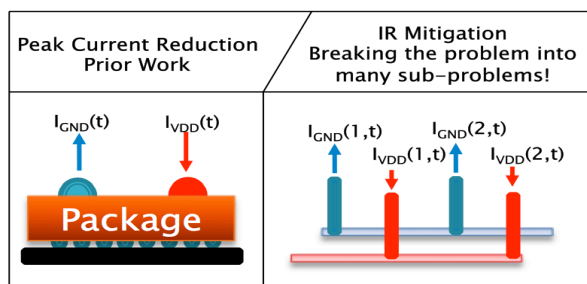 Peak Current Reduction
Prior Work
IR Mitigation
Breaking the problem into
many sub-problems!
I_GND(t)
I_VDD(t)
Package
I_GND(1,t)
I_GND(2,t)
I_VDD(1,t)
I_VDD(2,t)